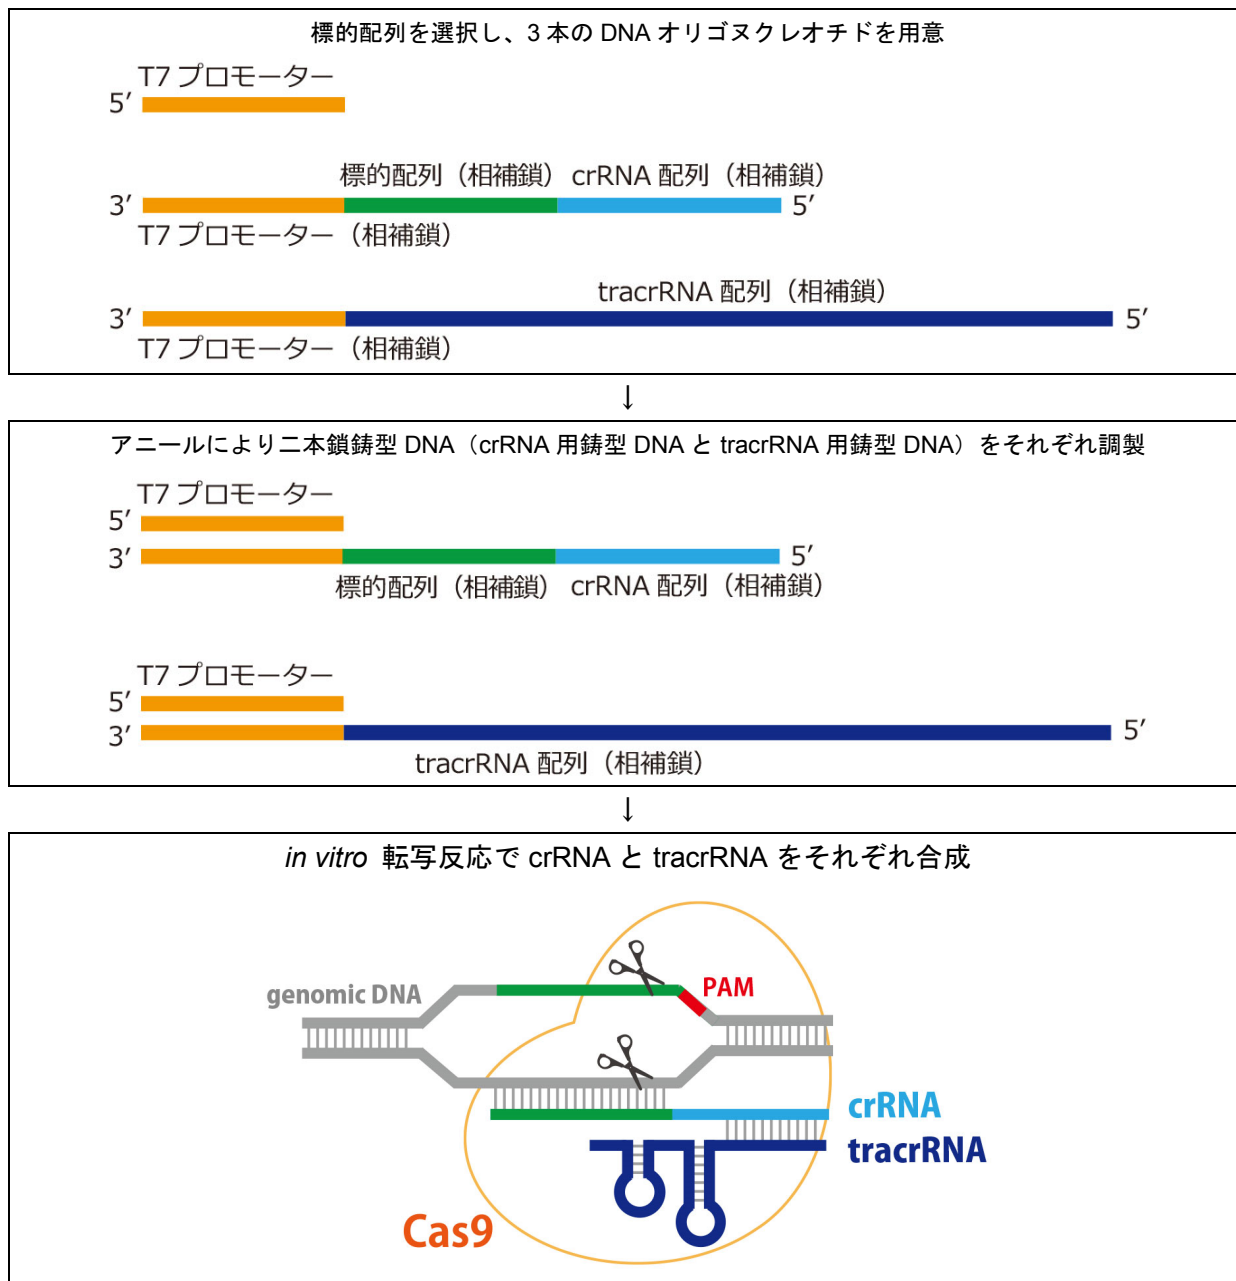 標的配列を選択し、3 本の DNA オリゴヌクレオチドを用意
T7 プロモーター
5′
標的配列（相補鎖） crRNA 配列（相補鎖）
3′ 5′
T7 プロモーター（相補鎖）
tracrRNA 配列（相補鎖）
3′ 5′
T7 プロモーター（相補鎖）
↓
アニールにより二本鎖鋳型 DNA（crRNA 用鋳型 DNA と tracrRNA 用鋳型 DNA）をそれぞれ調製
T7 プロモーター
5′
3′ 5′
標的配列（相補鎖） crRNA 配列（相補鎖）
T7 プロモーター
5′
3′ 5′
tracrRNA 配列（相補鎖）
↓
in vitro 転写反応で crRNA と tracrRNA をそれぞれ合成
genomic DNA PAM
crRNA
tracrRNA
Cas9